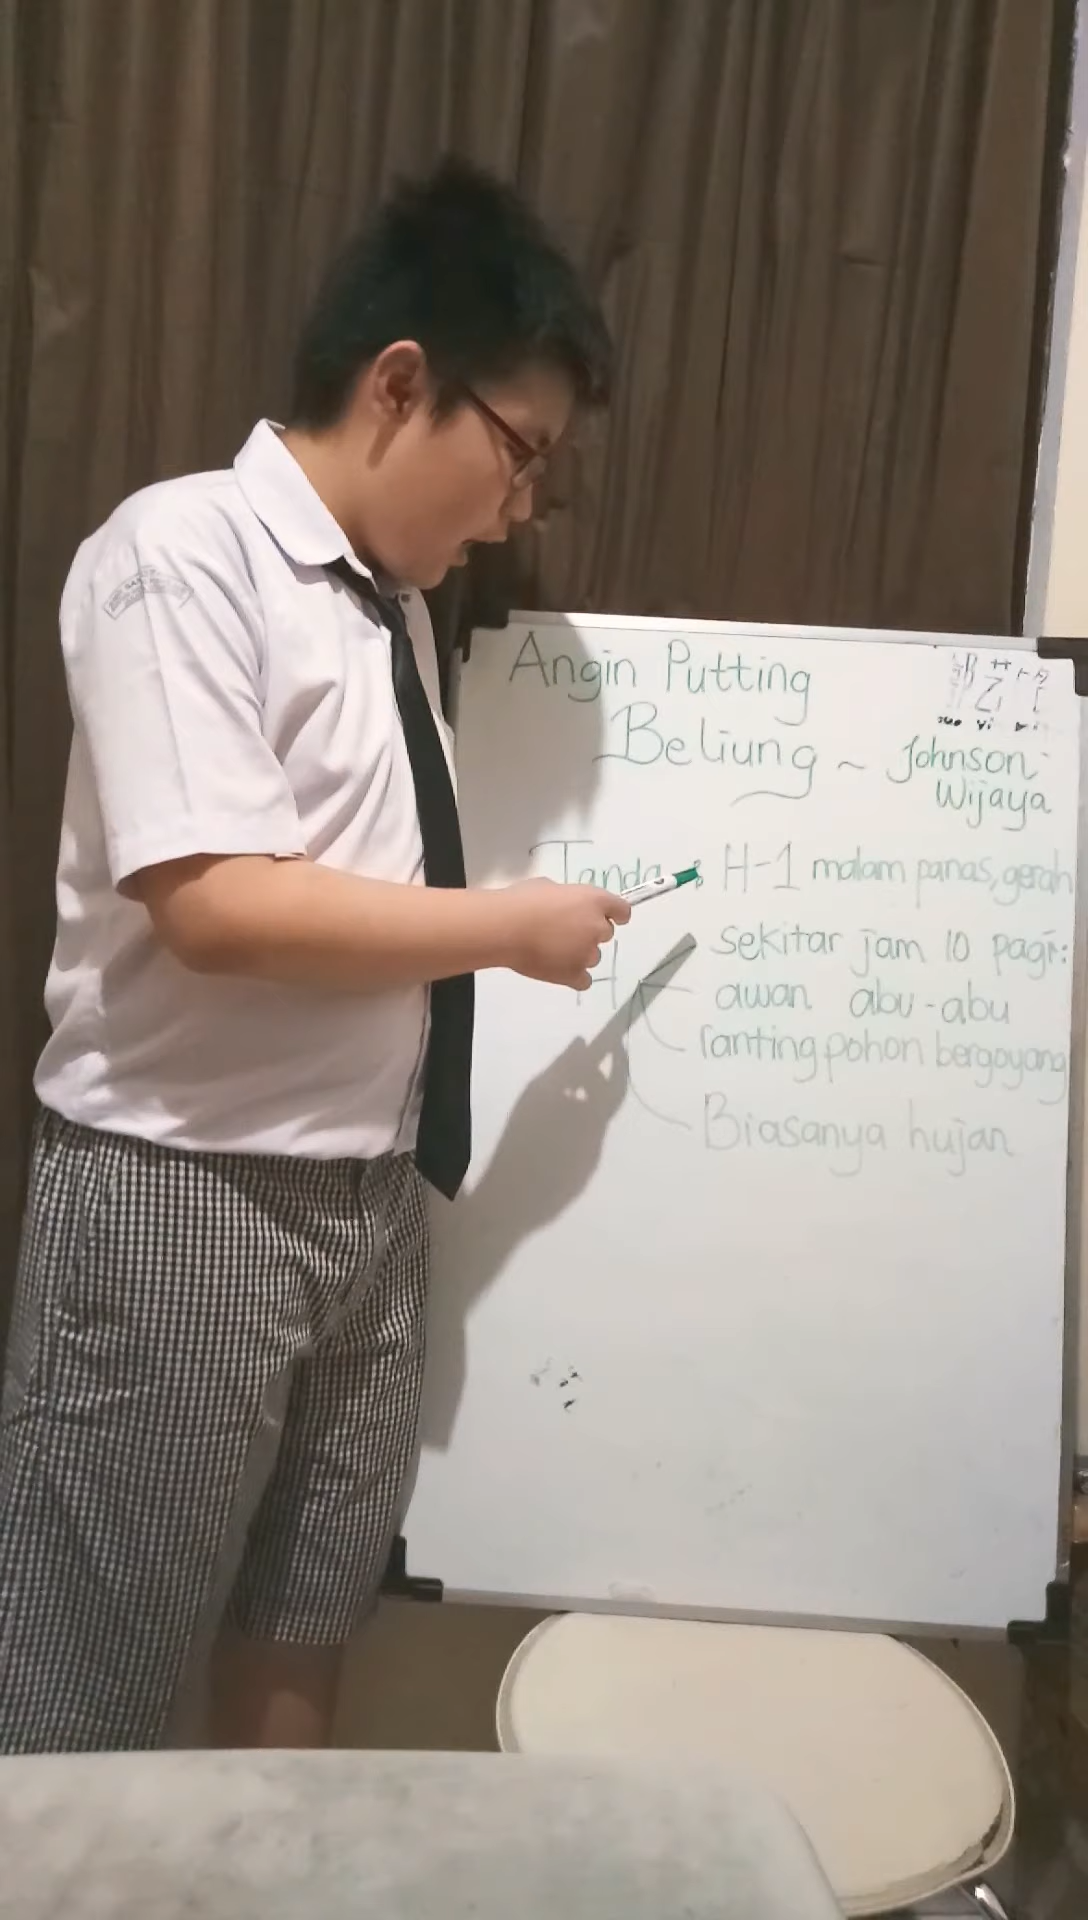 Angin Putting
Beliung ~ Johnson
Wijaya
Tanda : H-1 malam panas, gerah
H sekitar jam 10 pagi:
awan abu-abu
ranting pohon bergoyang
Biasanya hujan